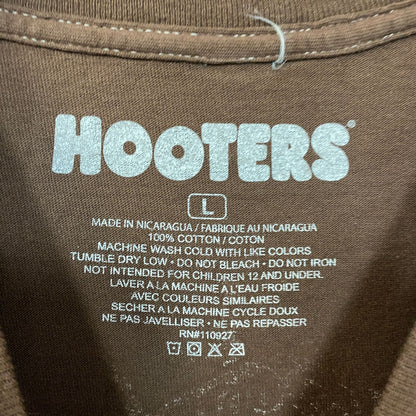 HOOTERS®
L
MADE IN NICARAGUA / FABRIQUE AU NICARAGUA
100% COTTON / COTON
MACHINE WASH COLD WITH LIKE COLORS
TUMBLE DRY LOW • DO NOT BLEACH • DO NOT IRON
NOT INTENDED FOR CHILDREN 12 AND UNDER.
LAVER A LA MACHINE A L'EAU FROIDE
AVEC COULEURS SIMILAIRES
SECHER A LA MACHINE CYCLE DOUX
NE PAS JAVELLISER • NE PAS REPASSER
RN#110927